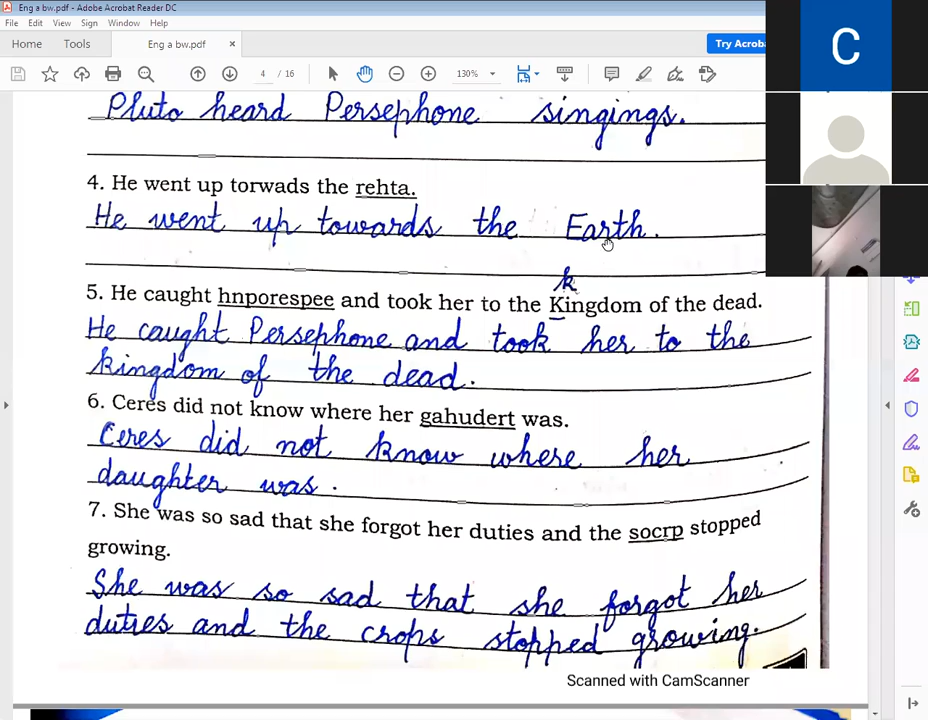 Eng a bw.pdf - Adobe Acrobat Reader DC
File Edit View Sign Window Help
Home Tools Eng a bw.pdf × Try Acroba
4 / 16 130%
C
Pluto heard Persephone singings.
4. He went up torwads the rehta.
He went up towards the Earth.
k
5. He caught hnporespee and took her to the Kingdom of the dead.
He caught Persephone and took her to the
kingdom of the dead.
6. Ceres did not know where her gahudert was.
Ceres did not know where her
daughter was.
7. She was so sad that she forgot her duties and the socrp stopped
growing.
She was so sad that she forgot her
duties and the crops stopped growing.
Scanned with CamScanner